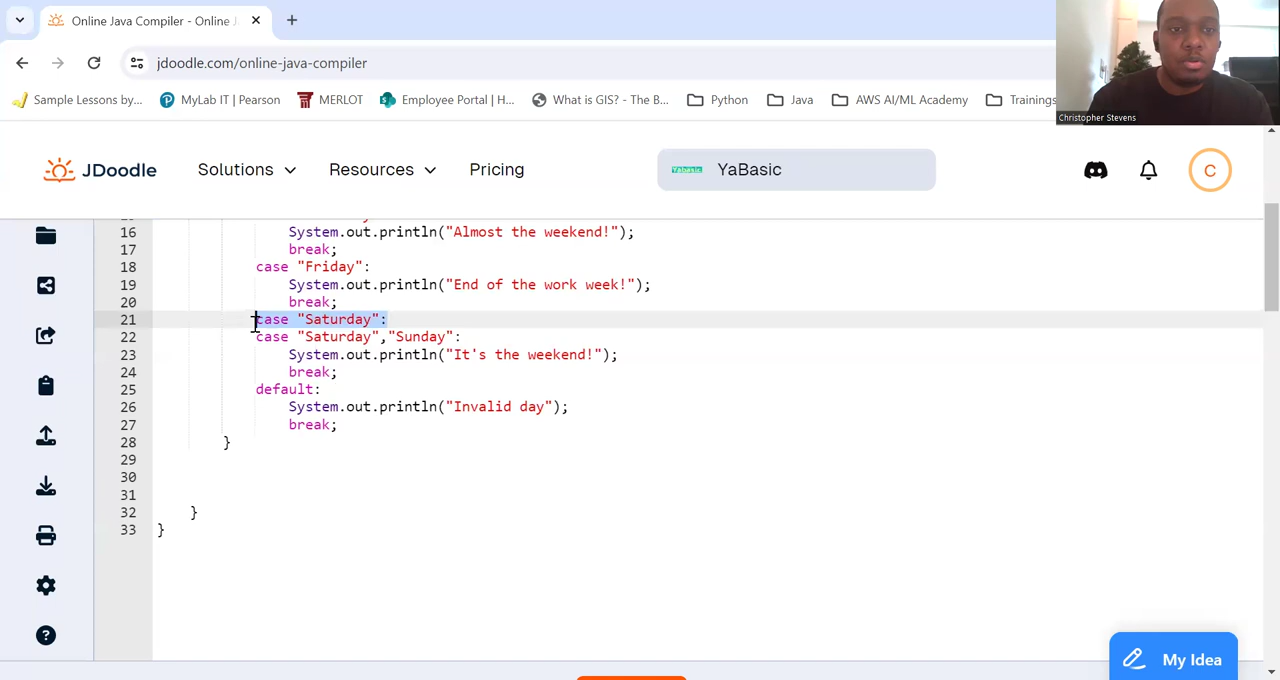 Online Java Compiler - Online J
jdoodle.com/online-java-compiler
Sample Lessons by...
MyLab IT | Pearson
MERLOT
Employee Portal | H...
What is GIS? - The B...
Python
Java
AWS AI/ML Academy
Trainings
Christopher Stevens
JDoodle
Solutions
Resources
Pricing
YaBasic
YaBasic
C
16 System.out.println("Almost the weekend!");
17 break;
18 case "Friday":
19 System.out.println("End of the work week!");
20 break;
21 case "Saturday":
22 case "Saturday","Sunday":
23 System.out.println("It's the weekend!");
24 break;
25 default:
26 System.out.println("Invalid day");
27 break;
28 }
29
30
31
32 }
33 }
My Idea